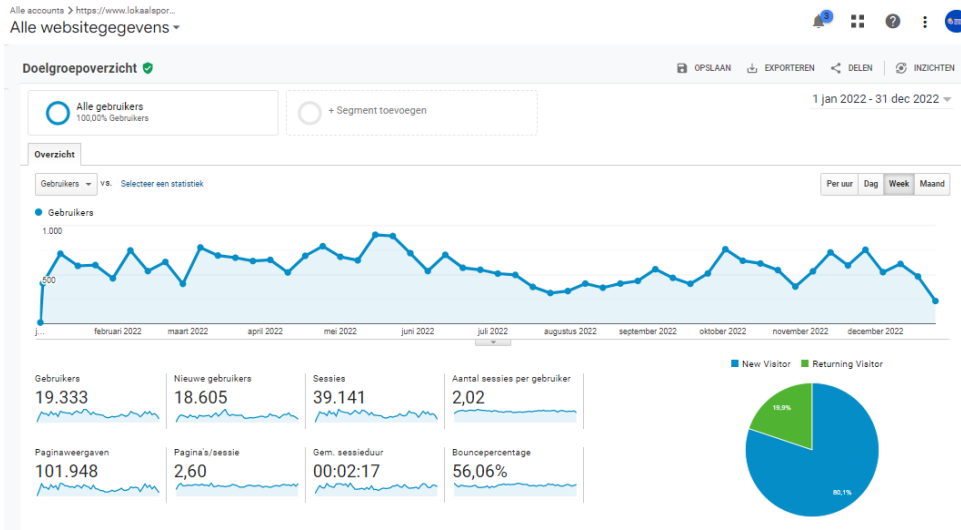 Alle accounts > https://www.lokaalspor...
Alle websitegegevens
3
Doelgroepoverzicht
OPSLAAN
EXPORTEREN
DELEN
INZICHTEN
Alle gebruikers
100,00% Gebruikers
+ Segment toevoegen
1 jan 2022 - 31 dec 2022
Overzicht
Gebruikers
VS.
Selecteer een statistiek
Per uur
Dag
Week
Maand
Gebruikers
1.000
500
j...
februari 2022
maart 2022
april 2022
mei 2022
juni 2022
juli 2022
augustus 2022
september 2022
oktober 2022
november 2022
december 2022
New Visitor
Returning Visitor
Gebruikers
19.333
Nieuwe gebruikers
18.605
Sessies
39.141
Aantal sessies per gebruiker
2,02
Paginaweergaven
101.948
Pagina's/sessie
2,60
Gem. sessieduur
00:02:17
Bouncepercentage
56,06%
19,9%
80,1%